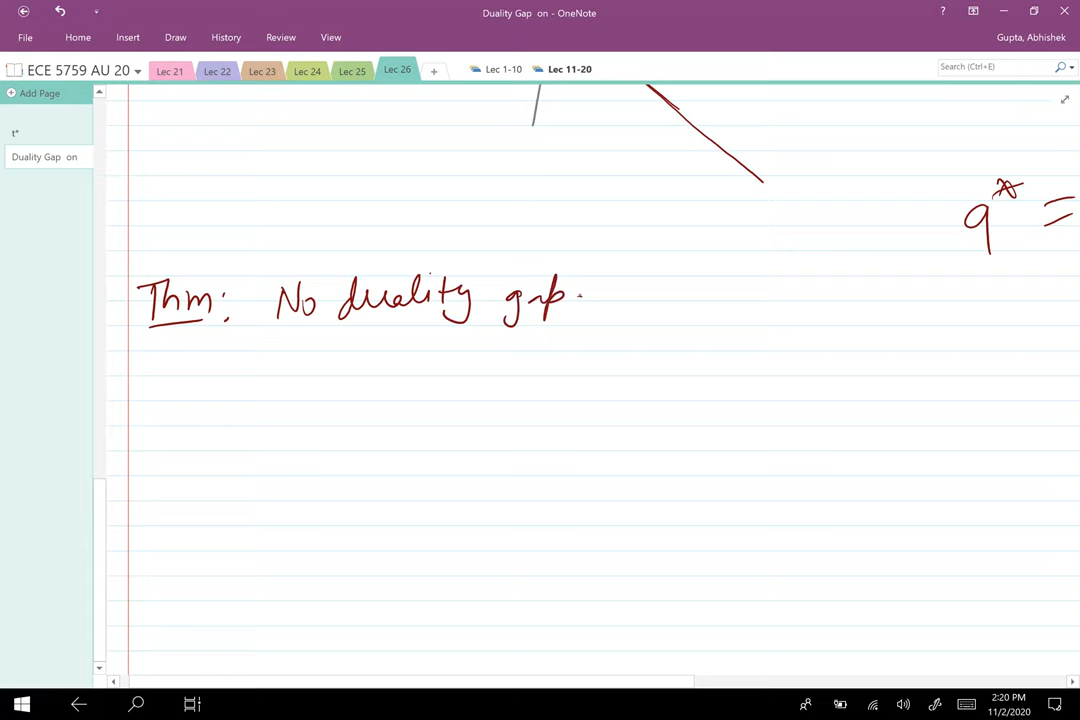 Duality Gap on - OneNote
?
File Home Insert Draw History Review View
Gupta, Abhishek
ECE 5759 AU 20
Lec 21 Lec 22 Lec 23 Lec 24 Lec 25 Lec 26 + Lec 1-10 Lec 11-20
Search (Ctrl+E)
Add Page
t*
Duality Gap on
q* =
Thm: No duality gap
2:20 PM
11/2/2020